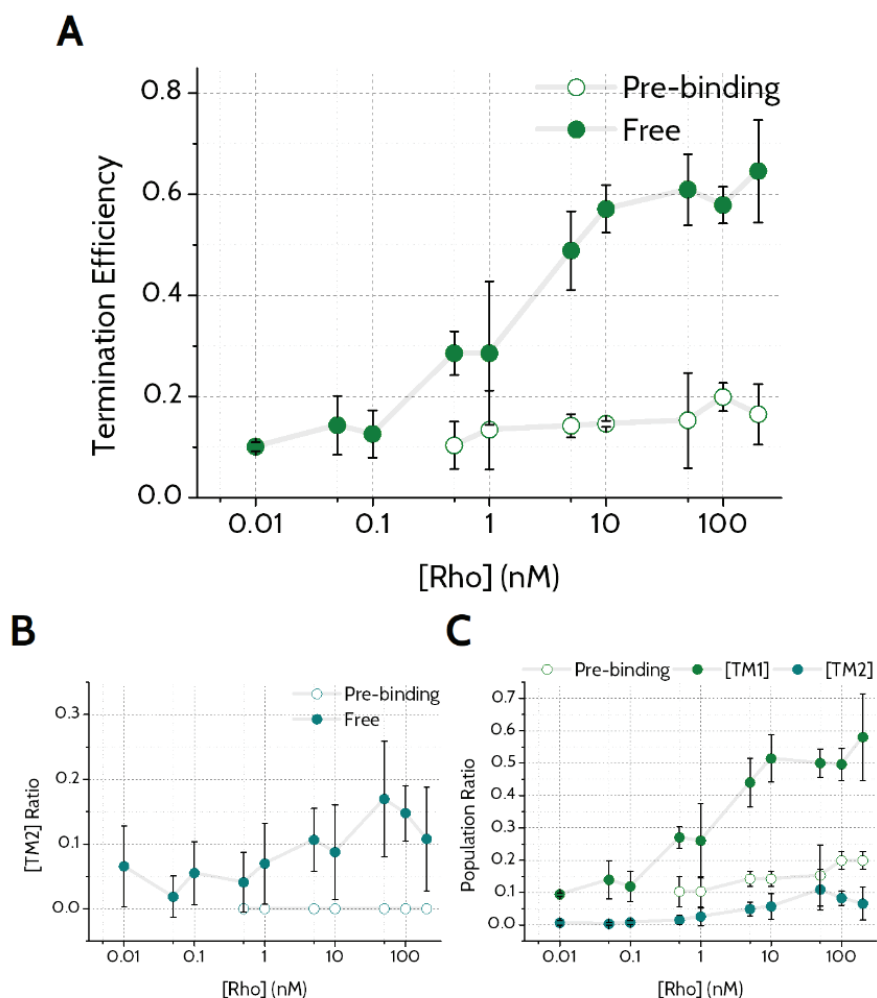 A
Pre-binding
Free
0.8
0.6
0.4
0.2
0.0
Termination Efficiency
0.01 0.1 1 10 100
[Rho] (nM)
B
Pre-binding
Free
0.3
0.2
0.1
0.0
[TM2] Ratio
0.01 0.1 1 10 100
[Rho] (nM)
C
Pre-binding [TM1] [TM2]
0.7
0.6
0.5
0.4
0.3
0.2
0.1
0.0
Population Ratio
0.01 0.1 1 10 100
[Rho] (nM)